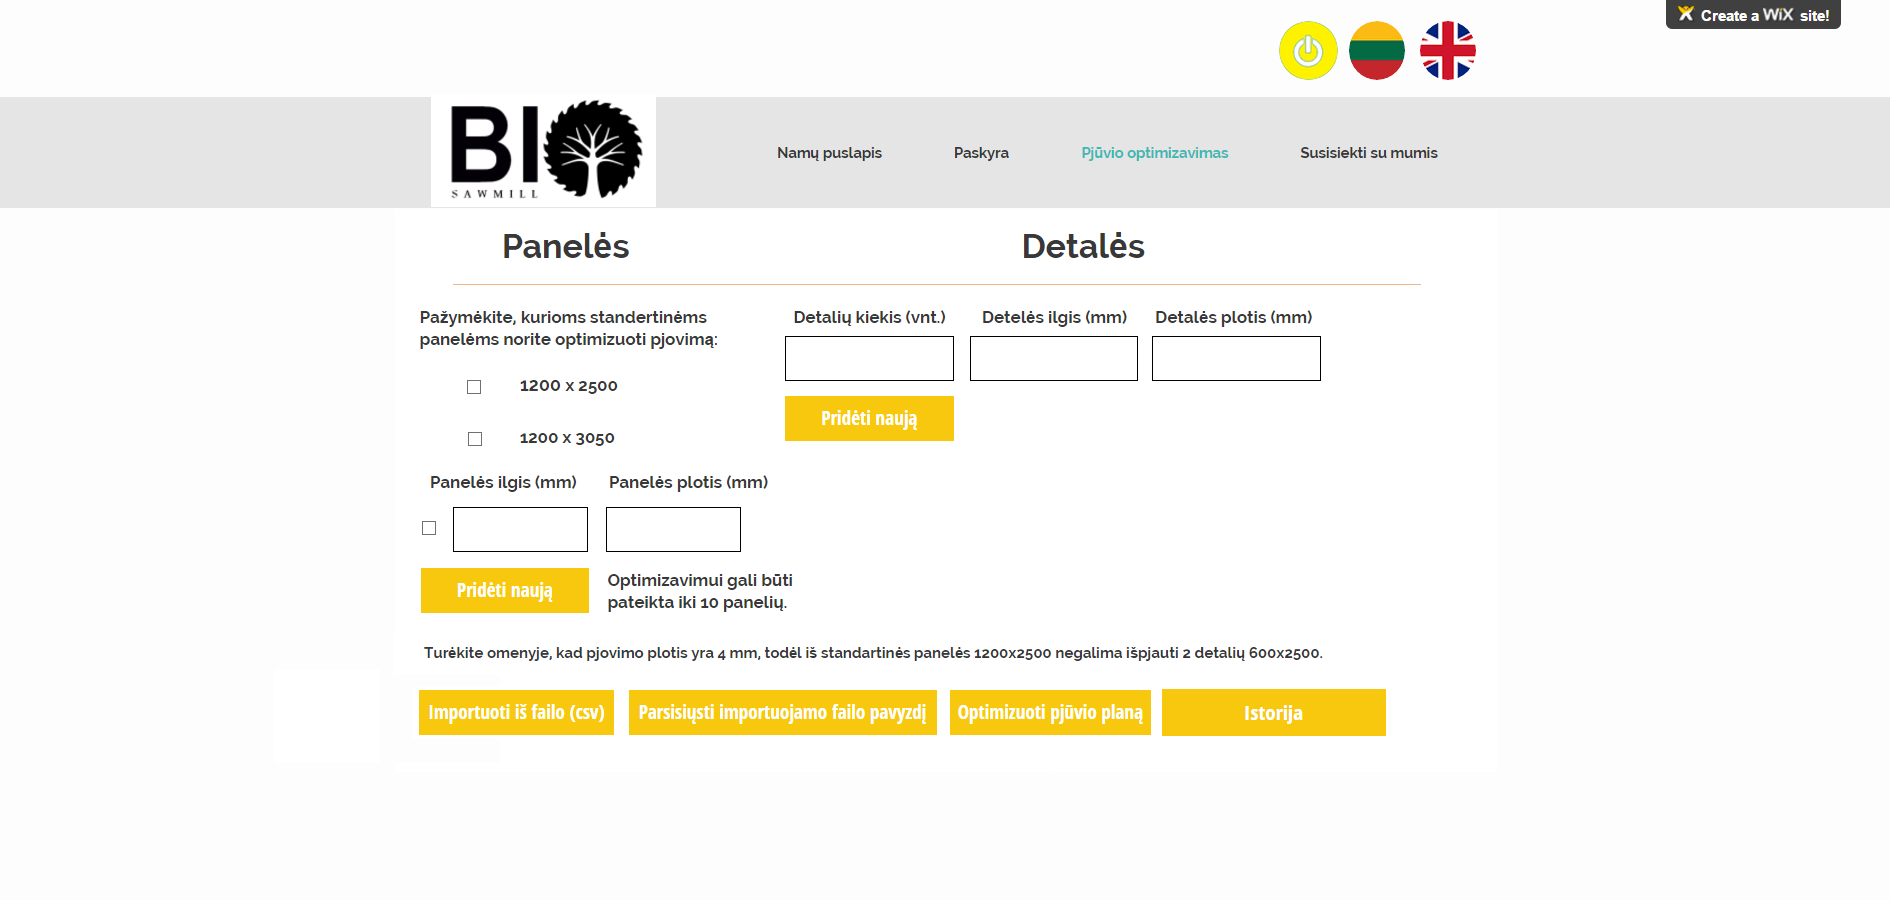 Create a WiX site!
BI
SAWMILL
Namų puslapis
Paskyra
Pjūvio optimizavimas
Susisiekti su mumis
Panelės
Detalės
Pažymėkite, kurioms standertinėms
panelėms norite optimizuoti pjovimą:
1200 x 2500
1200 x 3050
Panelės ilgis (mm)
Panelės plotis (mm)
Pridėti naują
Optimizavimui gali būti
pateikta iki 10 panelių.
Detalių kiekis (vnt.)
Detelės ilgis (mm)
Detalės plotis (mm)
Pridėti naują
Turėkite omenyje, kad pjovimo plotis yra 4 mm, todėl iš standartinės panelės 1200x2500 negalima išpjauti 2 detalių 600x2500.
Importuoti iš failo (csv)
Parsisiųsti importuojamo failo pavyzdį
Optimizuoti pjūvio planą
Istorija